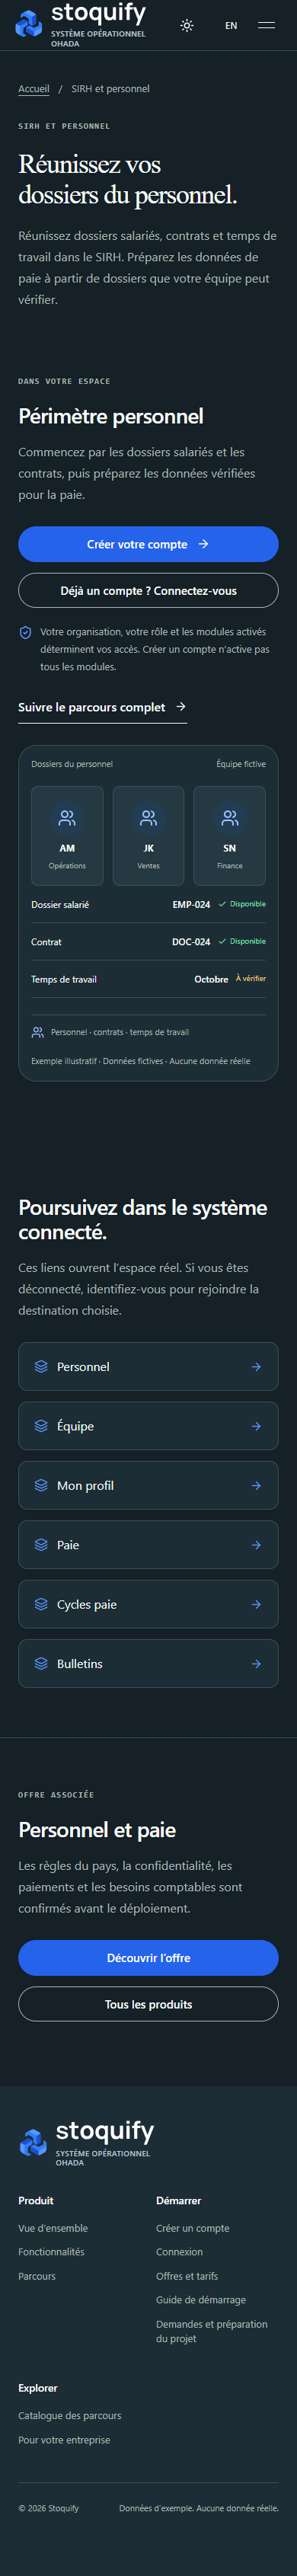 stoquify
SYSTÈME OPÉRATIONNEL
OHADA
EN
Accueil / SIRH et personnel
SIRH ET PERSONNEL
Réunissez vos
dossiers du personnel.
Réunissez dossiers salariés, contrats et temps de
travail dans le SIRH. Préparez les données de
paie à partir de dossiers que votre équipe peut
vérifier.
DANS VOTRE ESPACE
Périmètre personnel
Commencez par les dossiers salariés et les
contrats, puis préparez les données vérifiées
pour la paie.
Créer votre compte
Déjà un compte ? Connectez-vous
Votre organisation, votre rôle et les modules activés
déterminent vos accès. Créer un compte n’active pas
tous les modules.
Suivre le parcours complet
Dossiers du personnel Équipe fictive
AM JK SN
Opérations Ventes Finance
Dossier salarié EMP-024 Disponible
Contrat DOC-024 Disponible
Temps de travail Octobre À vérifier
Personnel · contrats · temps de travail
Exemple illustratif · Données fictives · Aucune donnée réelle
Poursuivez dans le système
connecté.
Ces liens ouvrent l’espace réel. Si vous êtes
déconnecté, identifiez-vous pour rejoindre la
destination choisie.
Personnel
Équipe
Mon profil
Paie
Cycles paie
Bulletins
OFFRE ASSOCIÉE
Personnel et paie
Les règles du pays, la confidentialité, les
paiements et les besoins comptables sont
confirmés avant le déploiement.
Découvrir l’offre
Tous les produits
stoquify
SYSTÈME OPÉRATIONNEL
OHADA
Produit
Vue d’ensemble
Fonctionnalités
Parcours
Démarrer
Créer un compte
Connexion
Offres et tarifs
Guide de démarrage
Demandes et préparation
du projet
Explorer
Catalogue des parcours
Pour votre entreprise
© 2026 Stoquify Données d’exemple. Aucune donnée réelle.